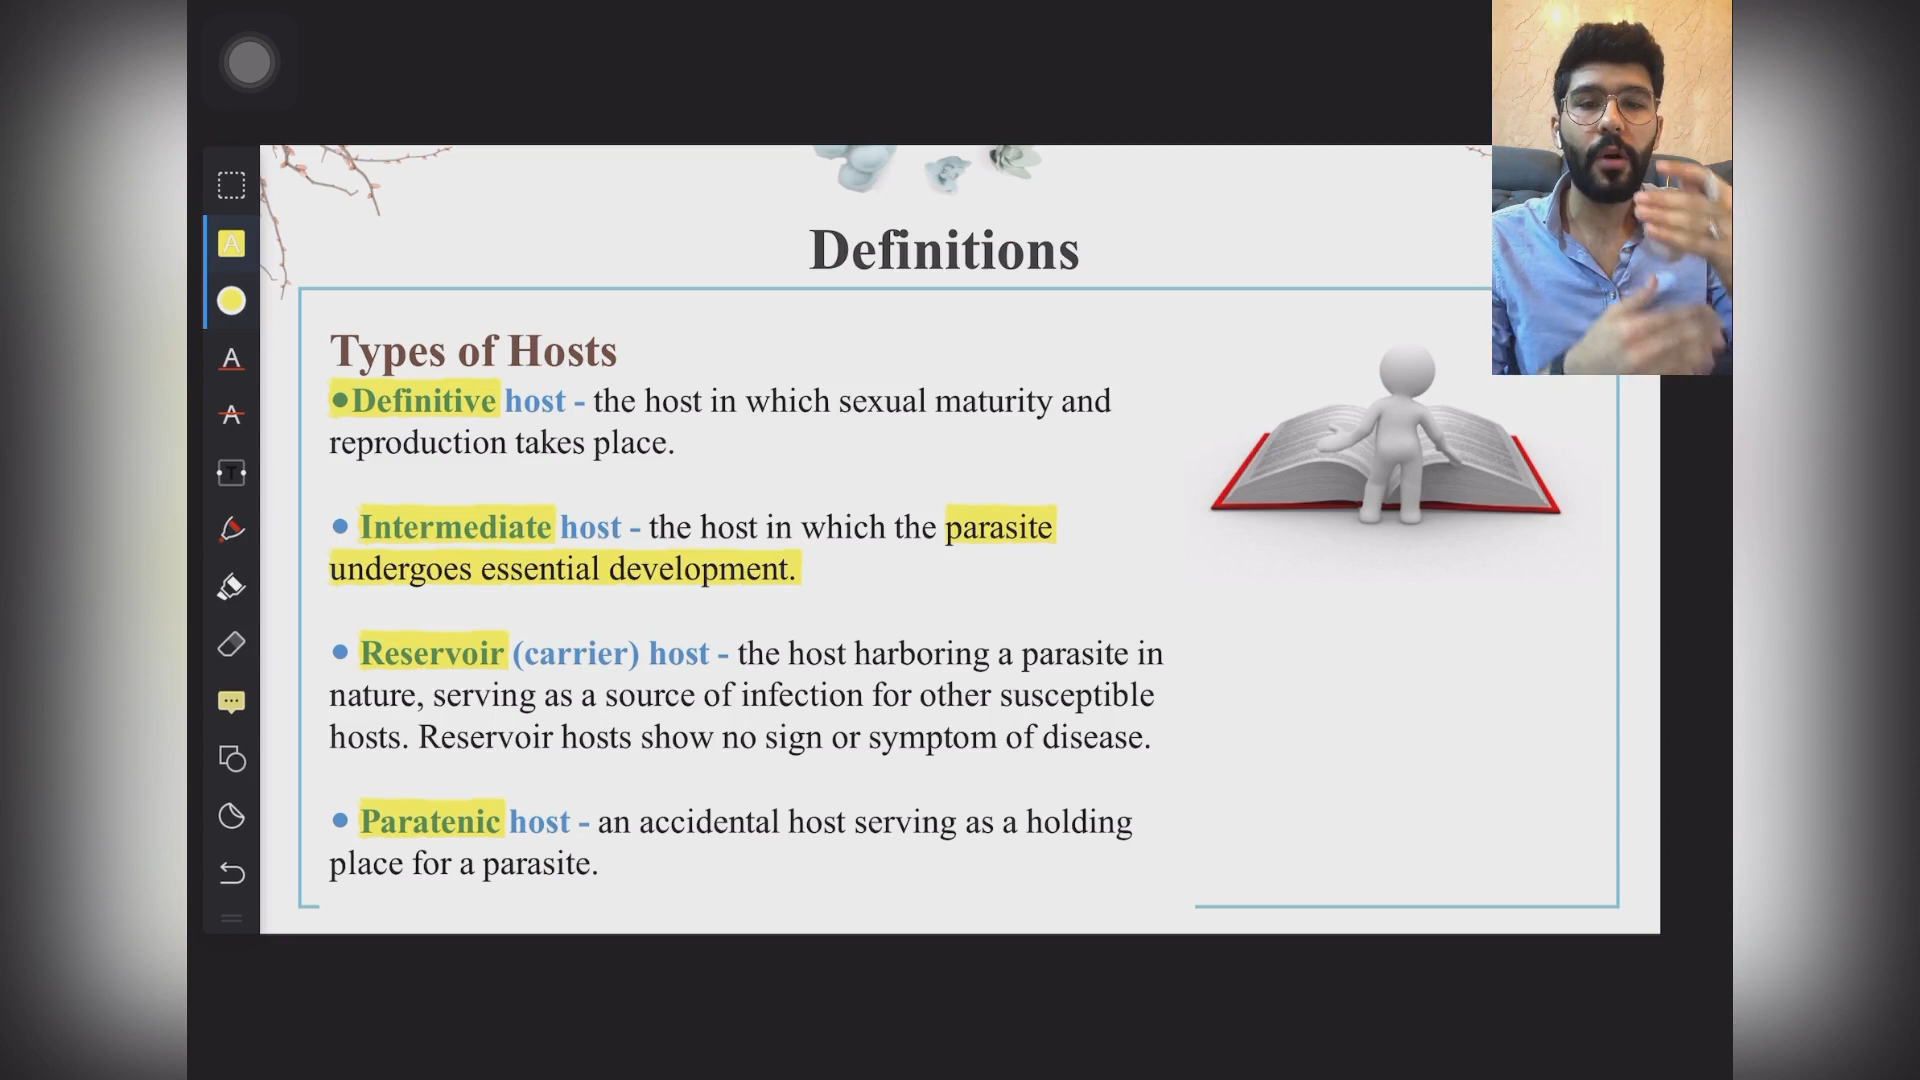 Definitions
Types of Hosts
•Definitive host - the host in which sexual maturity and
reproduction takes place.
• Intermediate host - the host in which the parasite
undergoes essential development.
• Reservoir (carrier) host - the host harboring a parasite in
nature, serving as a source of infection for other susceptible
hosts. Reservoir hosts show no sign or symptom of disease.
• Paratenic host - an accidental host serving as a holding
place for a parasite.